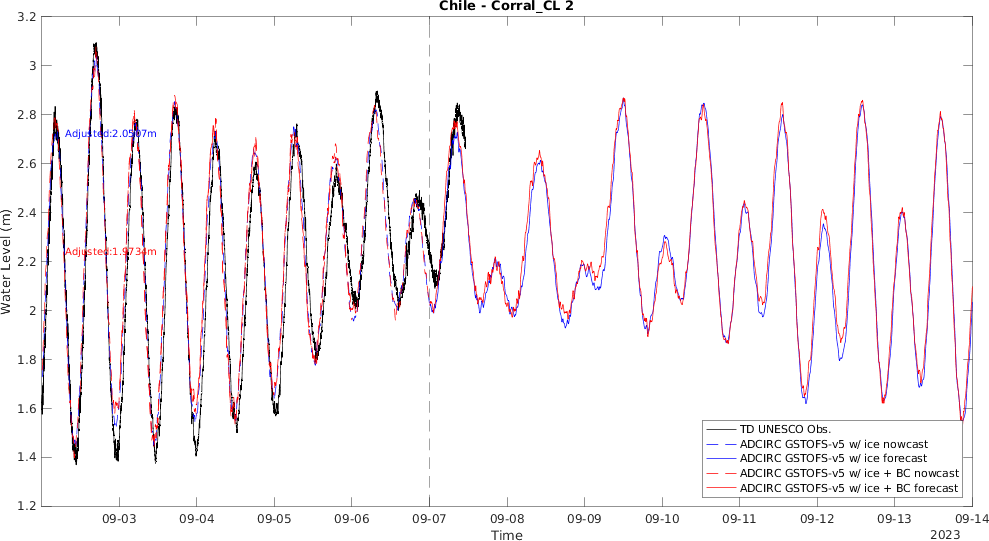 Chile - Corral_CL 2
3.2
3
2.8
2.6
2.4
2.2
2
1.8
1.6
1.4
1.2
Water Level (m)
Adjusted:2.0507m
Adjusted:1.9734m
TD UNESCO Obs.
ADCIRC GSTOFS-v5 w/ ice nowcast
ADCIRC GSTOFS-v5 w/ ice forecast
ADCIRC GSTOFS-v5 w/ ice + BC nowcast
ADCIRC GSTOFS-v5 w/ ice + BC forecast
09-03 09-04 09-05 09-06 09-07 09-08 09-09 09-10 09-11 09-12 09-13 09-14
Time
2023